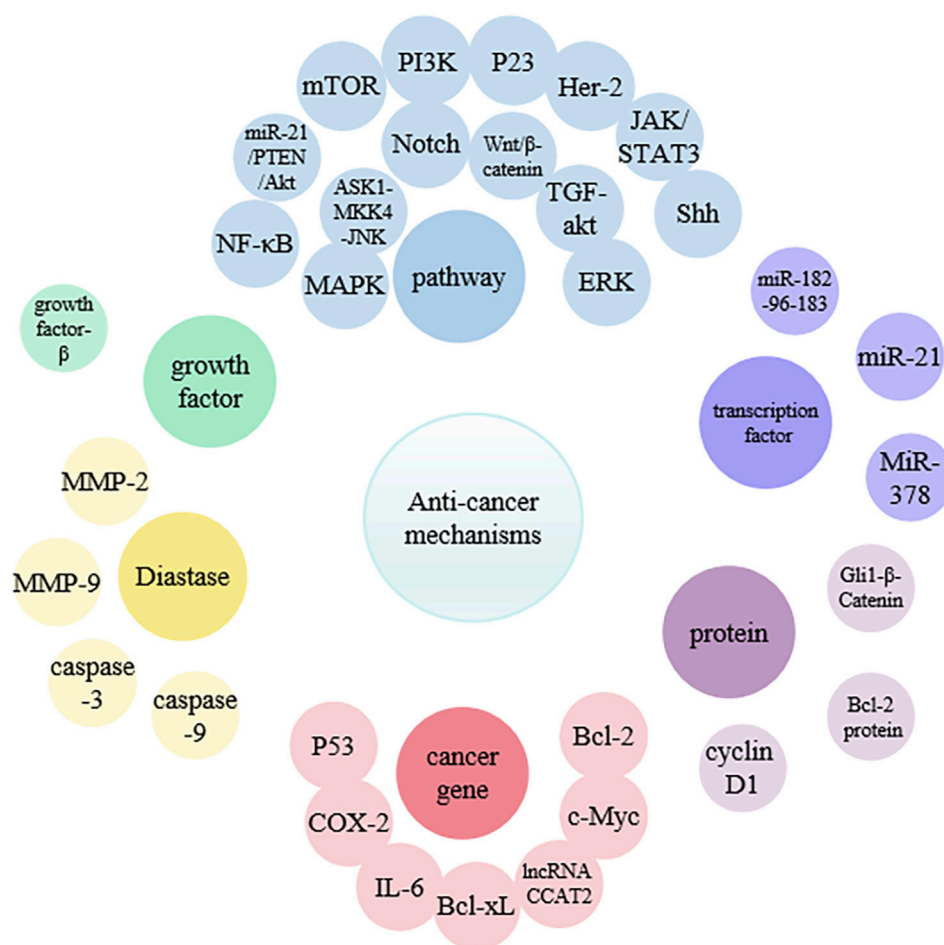 PI3K
P23
mTOR
Her-2
JAK/
STAT3
miR-21
/PTEN
/Akt
Notch
Wnt/β-
catenin
ASK1-
MKK4
-JNK
TGF-
akt
Shh
NF-κB
MAPK
pathway
ERK
miR-182
-96-183
growth
factor-
β
growth
factor
miR-21
transcription
factor
MiR-
378
MMP-2
Anti-cancer
mechanisms
MMP-9
Diastase
Gli1-β-
Catenin
protein
caspase
-3
caspase
-9
Bcl-2
protein
cyclin
D1
P53
cancer
gene
Bcl-2
COX-2
c-Myc
IL-6
Bcl-xL
lncRNA
CCAT2